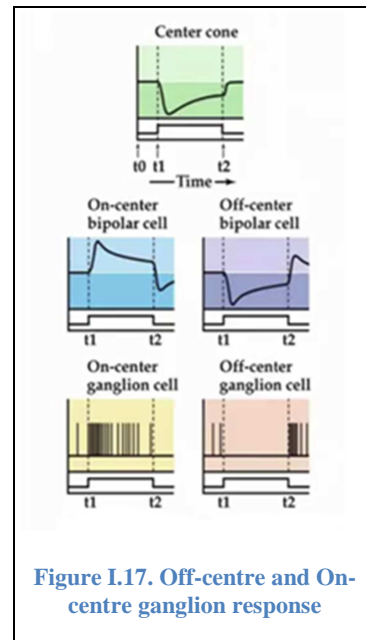 Center cone
t0 t1 t2
Time
On-center Off-center
bipolar cell bipolar cell
t1 t2 t1 t2
On-center Off-center
ganglion cell ganglion cell
t1 t2 t1 t2
Figure I.17. Off-centre and On-
centre ganglion response